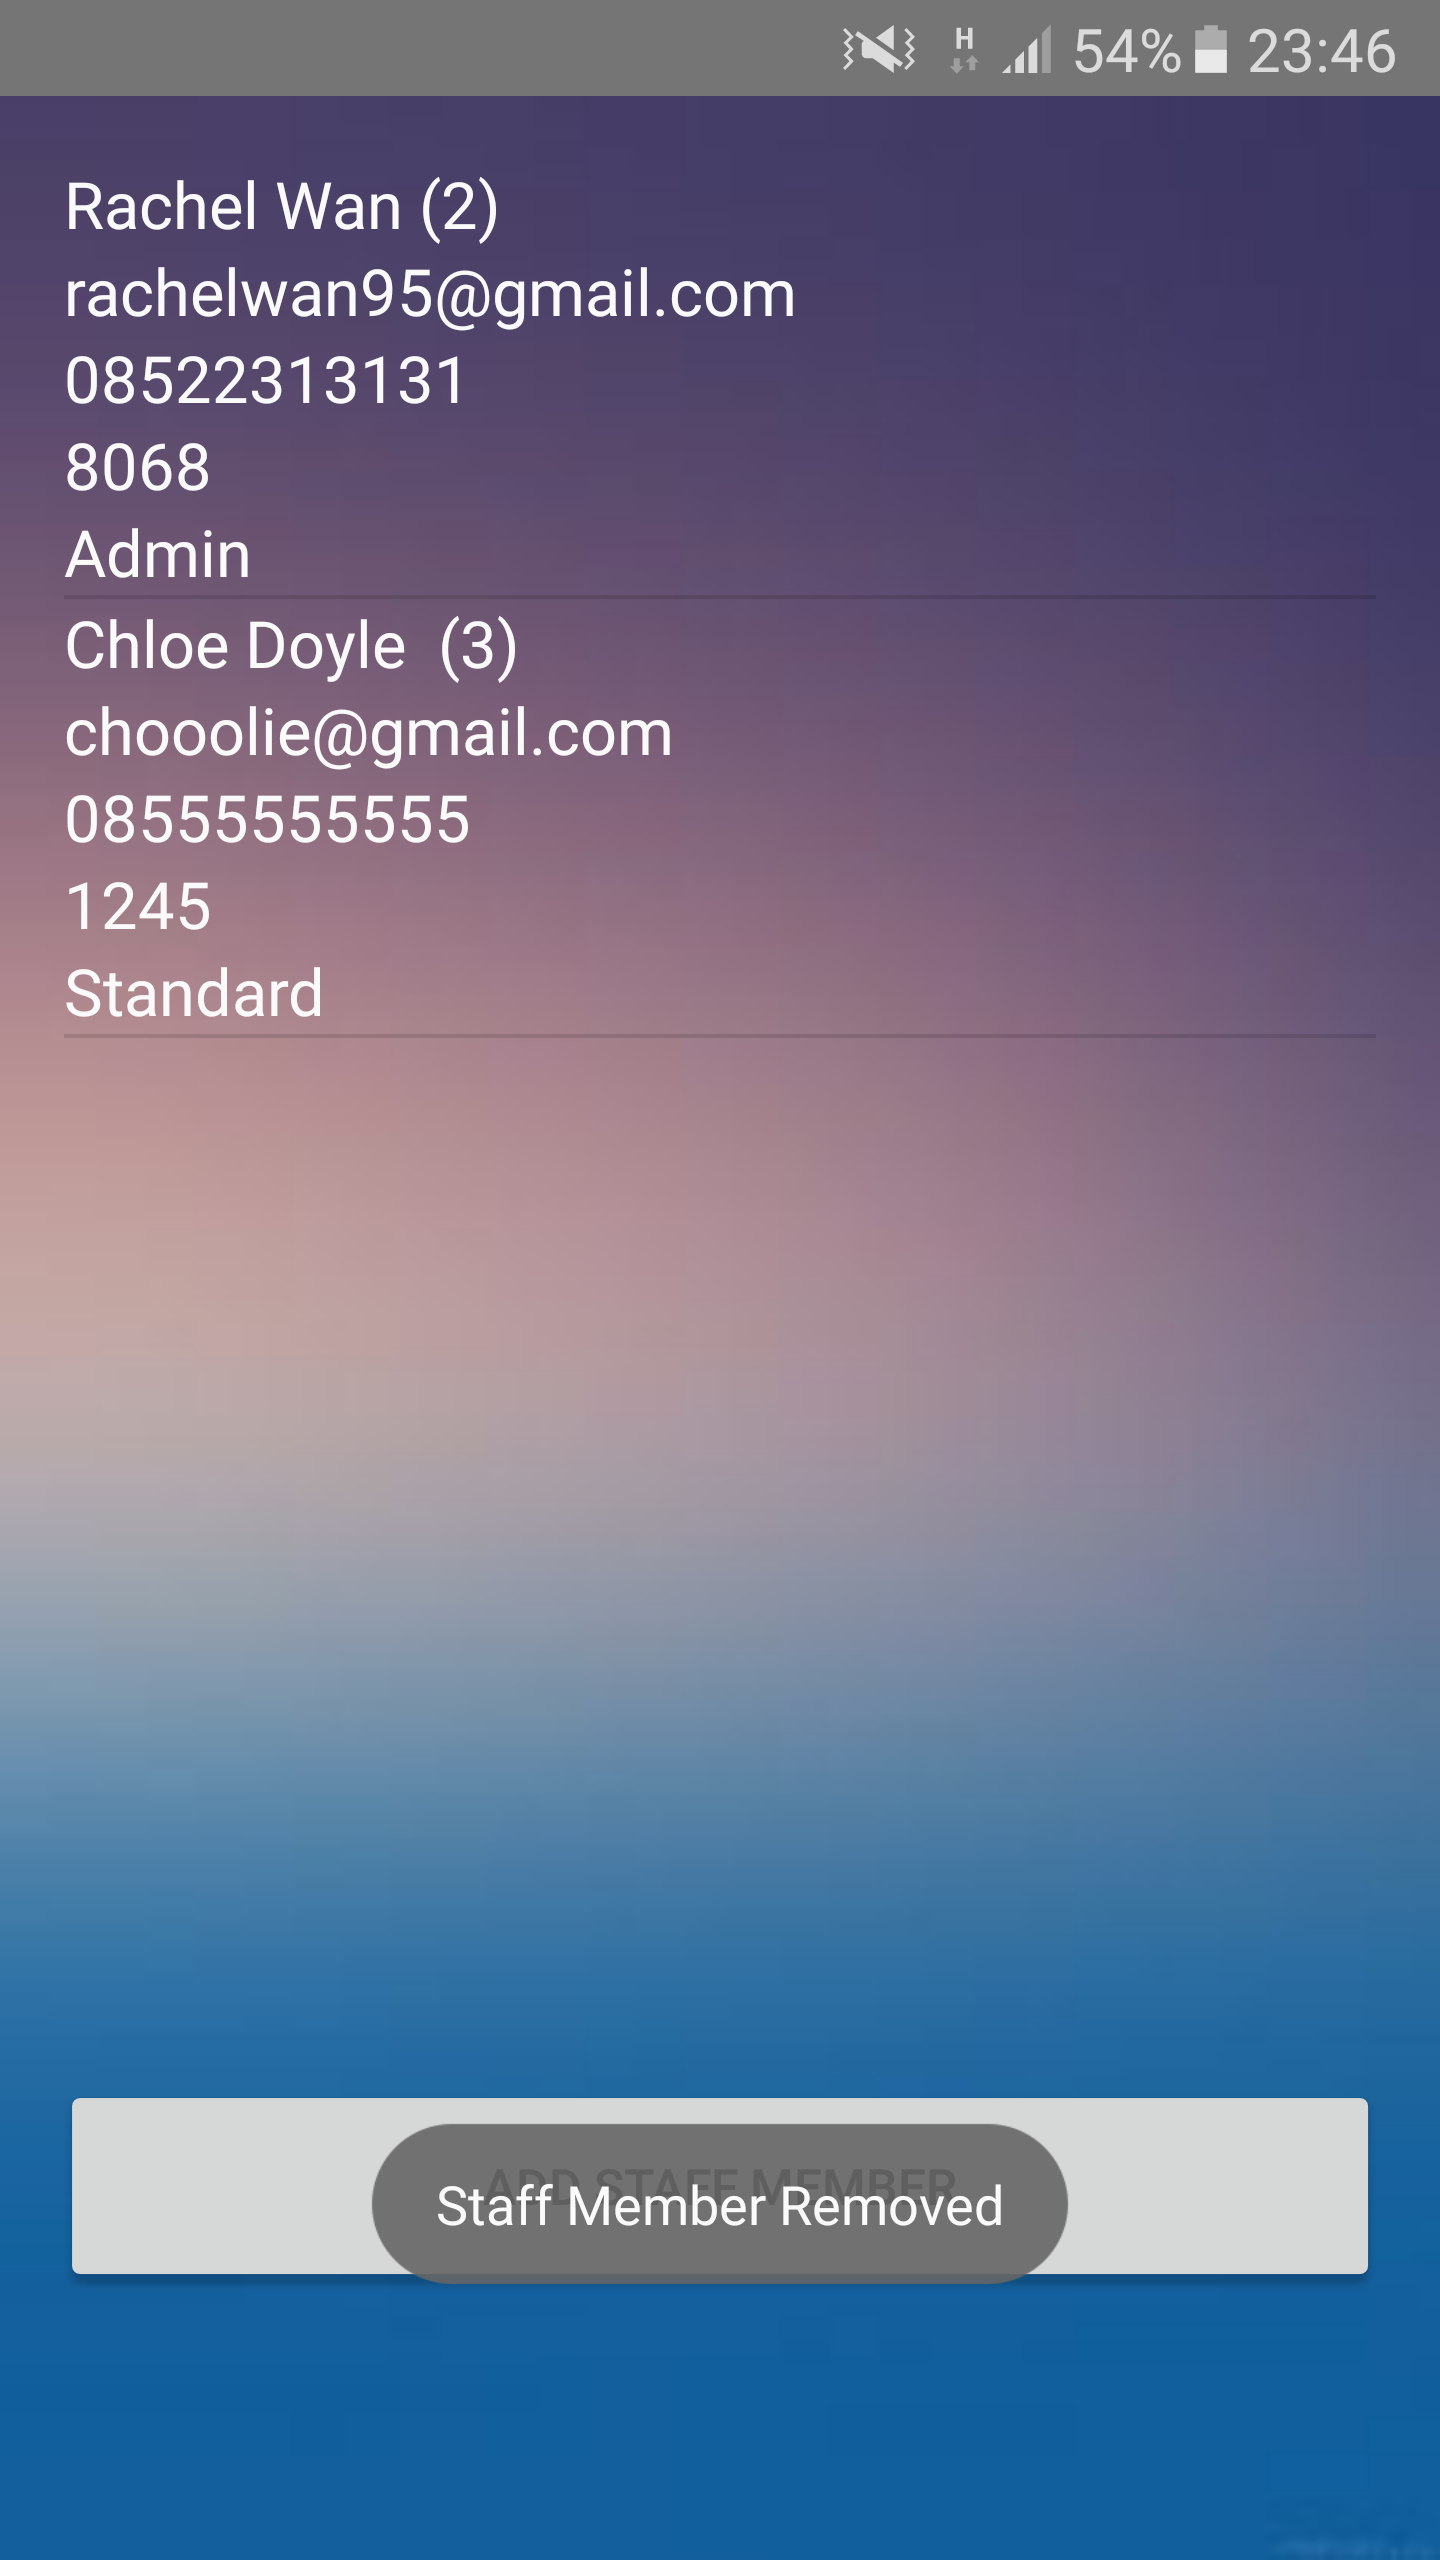 H 54% 23:46
Rachel Wan (2)
rachelwan95@gmail.com
08522313131
8068
Admin
Chloe Doyle  (3)
chooolie@gmail.com
08555555555
1245
Standard
ADD STAFF MEMBER
Staff Member Removed